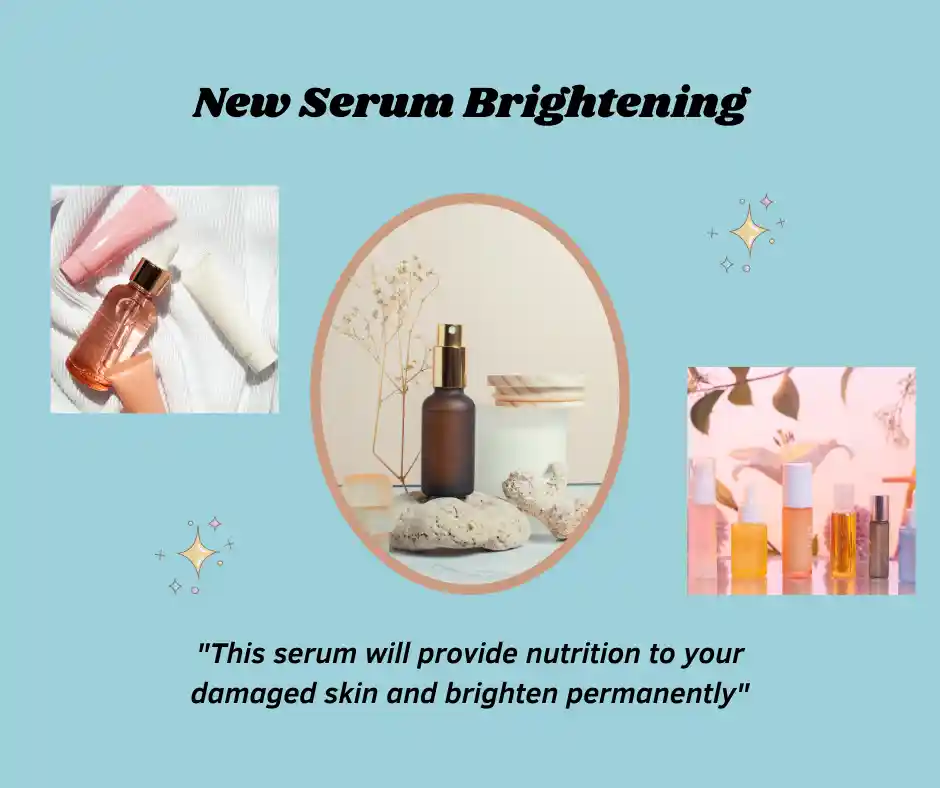 New Serum Brightening
"This serum will provide nutrition to your
damaged skin and brighten permanently"